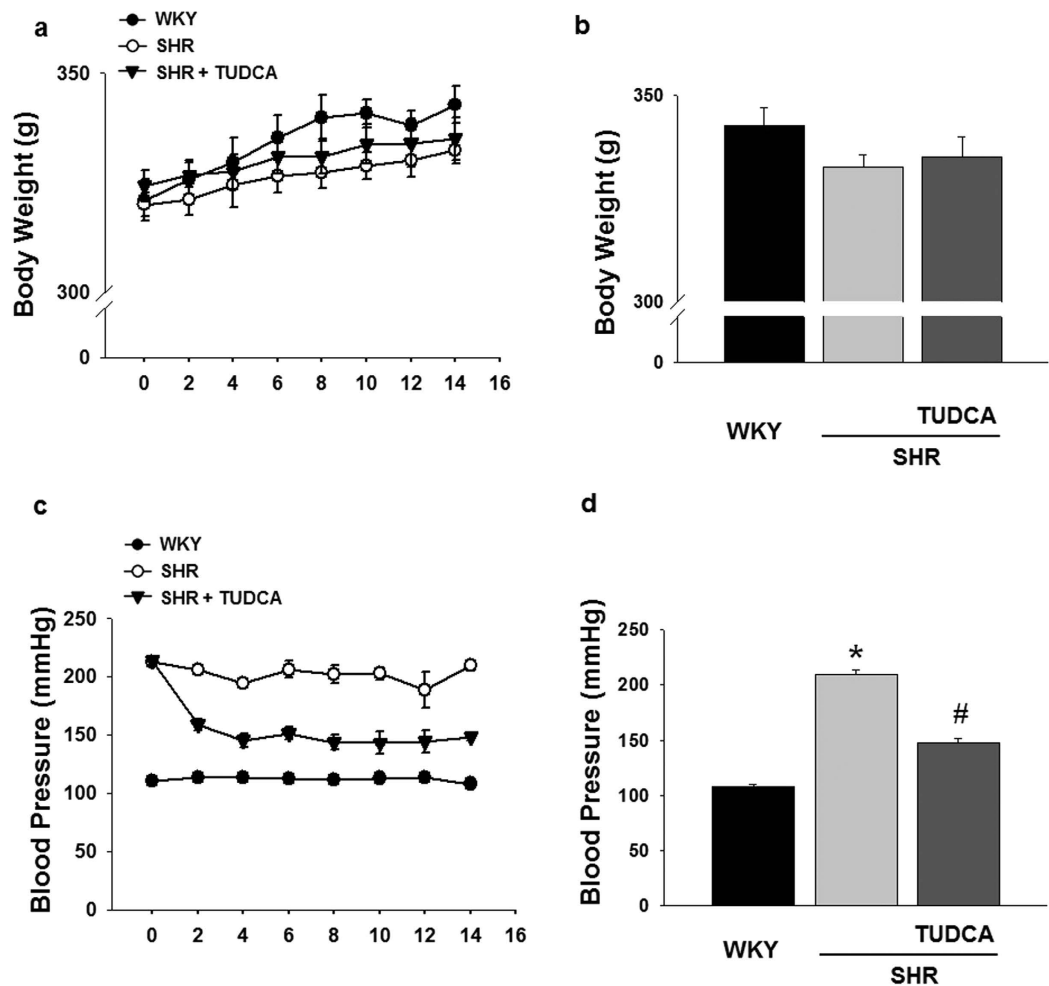 a
WKY
SHR
SHR + TUDCA
Body Weight (g)
350
300
0
0 2 4 6 8 10 12 14 16
b
Body Weight (g)
350
300
0
TUDCA
WKY
SHR
c
WKY
SHR
SHR + TUDCA
Blood Pressure (mmHg)
250
200
150
100
50
0
0 2 4 6 8 10 12 14 16
d
Blood Pressure (mmHg)
250
200
150
100
50
0
*
#
TUDCA
WKY
SHR